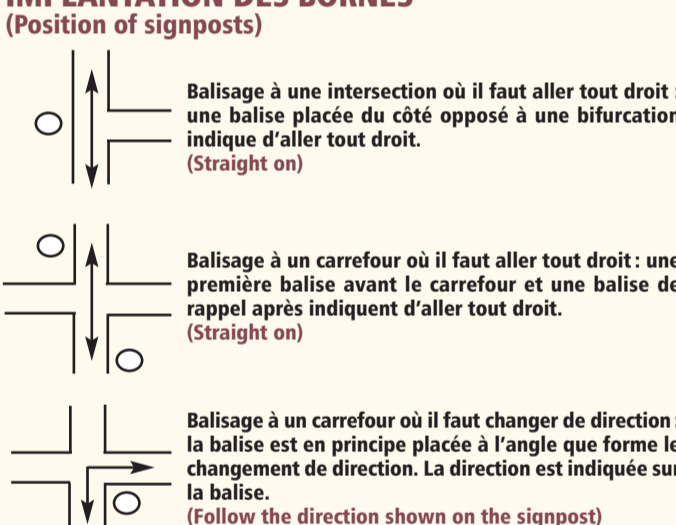 IMPLANTATION DES BORNES
(Position of signposts)
Balisage à une intersection où il faut aller tout droit :
une balise placée du côté opposé à une bifurcation
indique d’aller tout droit.
(Straight on)
Balisage à un carrefour où il faut aller tout droit : une
première balise avant le carrefour et une balise de
rappel après indiquent d’aller tout droit.
(Straight on)
Balisage à un carrefour où il faut changer de direction :
la balise est en principe placée à l’angle que forme le
changement de direction. La direction est indiquée sur
la balise.
(Follow the direction shown on the signpost)